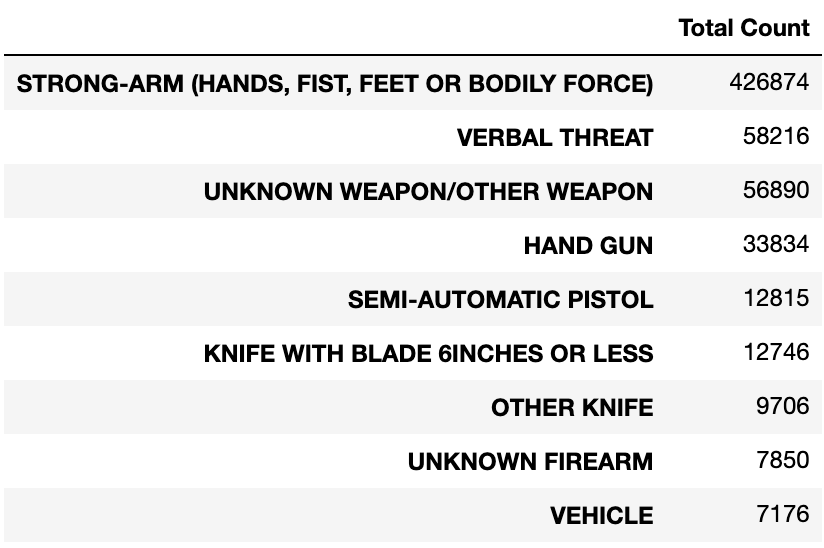 Total Count
STRONG-ARM (HANDS, FIST, FEET OR BODILY FORCE) 426874
VERBAL THREAT 58216
UNKNOWN WEAPON/OTHER WEAPON 56890
HAND GUN 33834
SEMI-AUTOMATIC PISTOL 12815
KNIFE WITH BLADE 6INCHES OR LESS 12746
OTHER KNIFE 9706
UNKNOWN FIREARM 7850
VEHICLE 7176